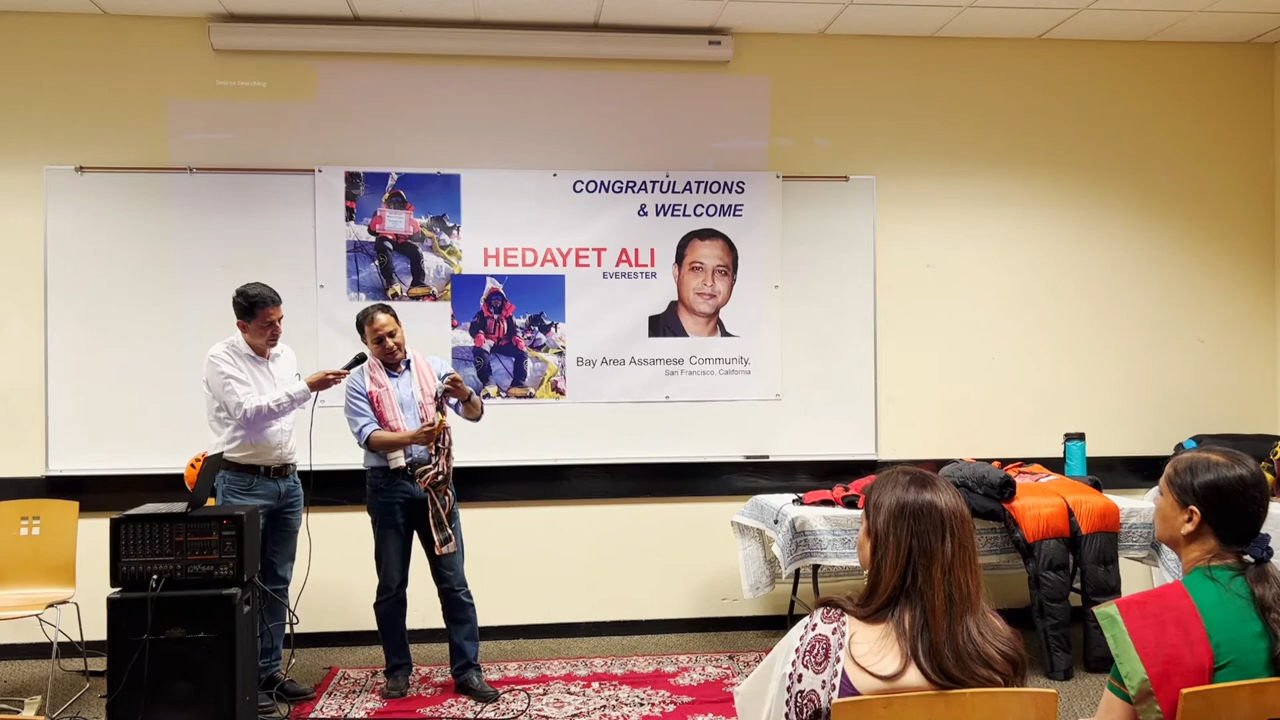 CONGRATULATIONS
& WELCOME
HEDAYET ALI
EVERESTER
Bay Area Assamese Community,
San Francisco, California